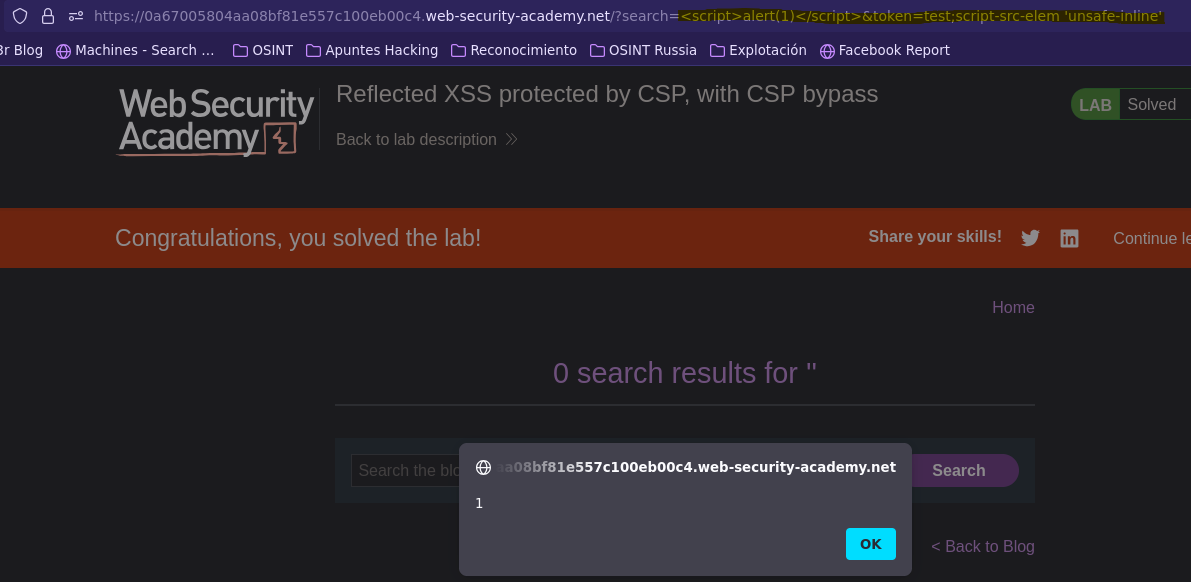 https://0a67005804aa08bf81e557c100eb00c4.web-security-academy.net/?search=<script>alert(1)</script>&token=test;script-src-elem 'unsafe-inline'
Br Blog Machines - Search ... OSINT Apuntes Hacking Reconocimiento OSINT Russia Explotación Facebook Report
Web Security
Academy
Reflected XSS protected by CSP, with CSP bypass
Back to lab description
LAB Solved
Congratulations, you solved the lab!
Share your skills!
Continue le
Home
0 search results for ''
Search the blo
Search
aa08bf81e557c100eb00c4.web-security-academy.net
1
OK
< Back to Blog